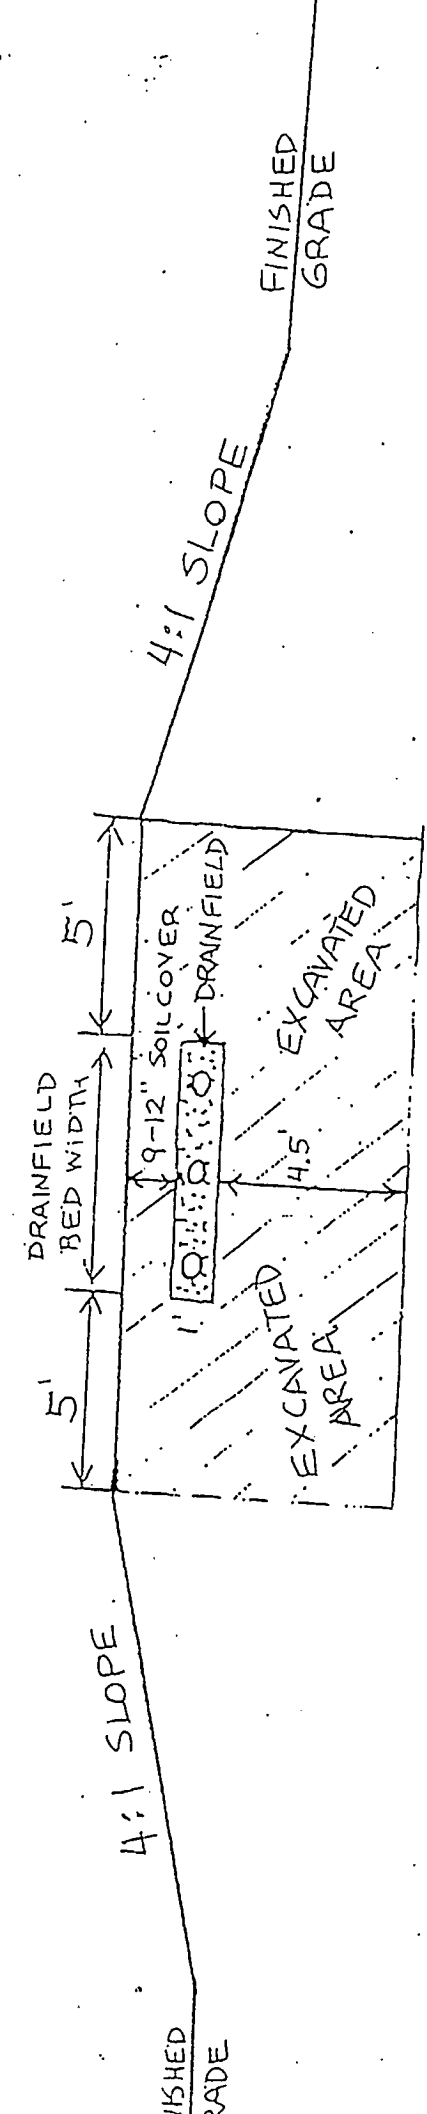 NISHED
RADE
4:1 SLOPE
5'
DRAINFIELD
BED WIDTH
5'
9-12" SOIL COVER
1'
DRAINFIELD
EXCAVATED
AREA
4.5'
EXCAVATED
AREA
4:1 SLOPE
FINISHED
GRADE